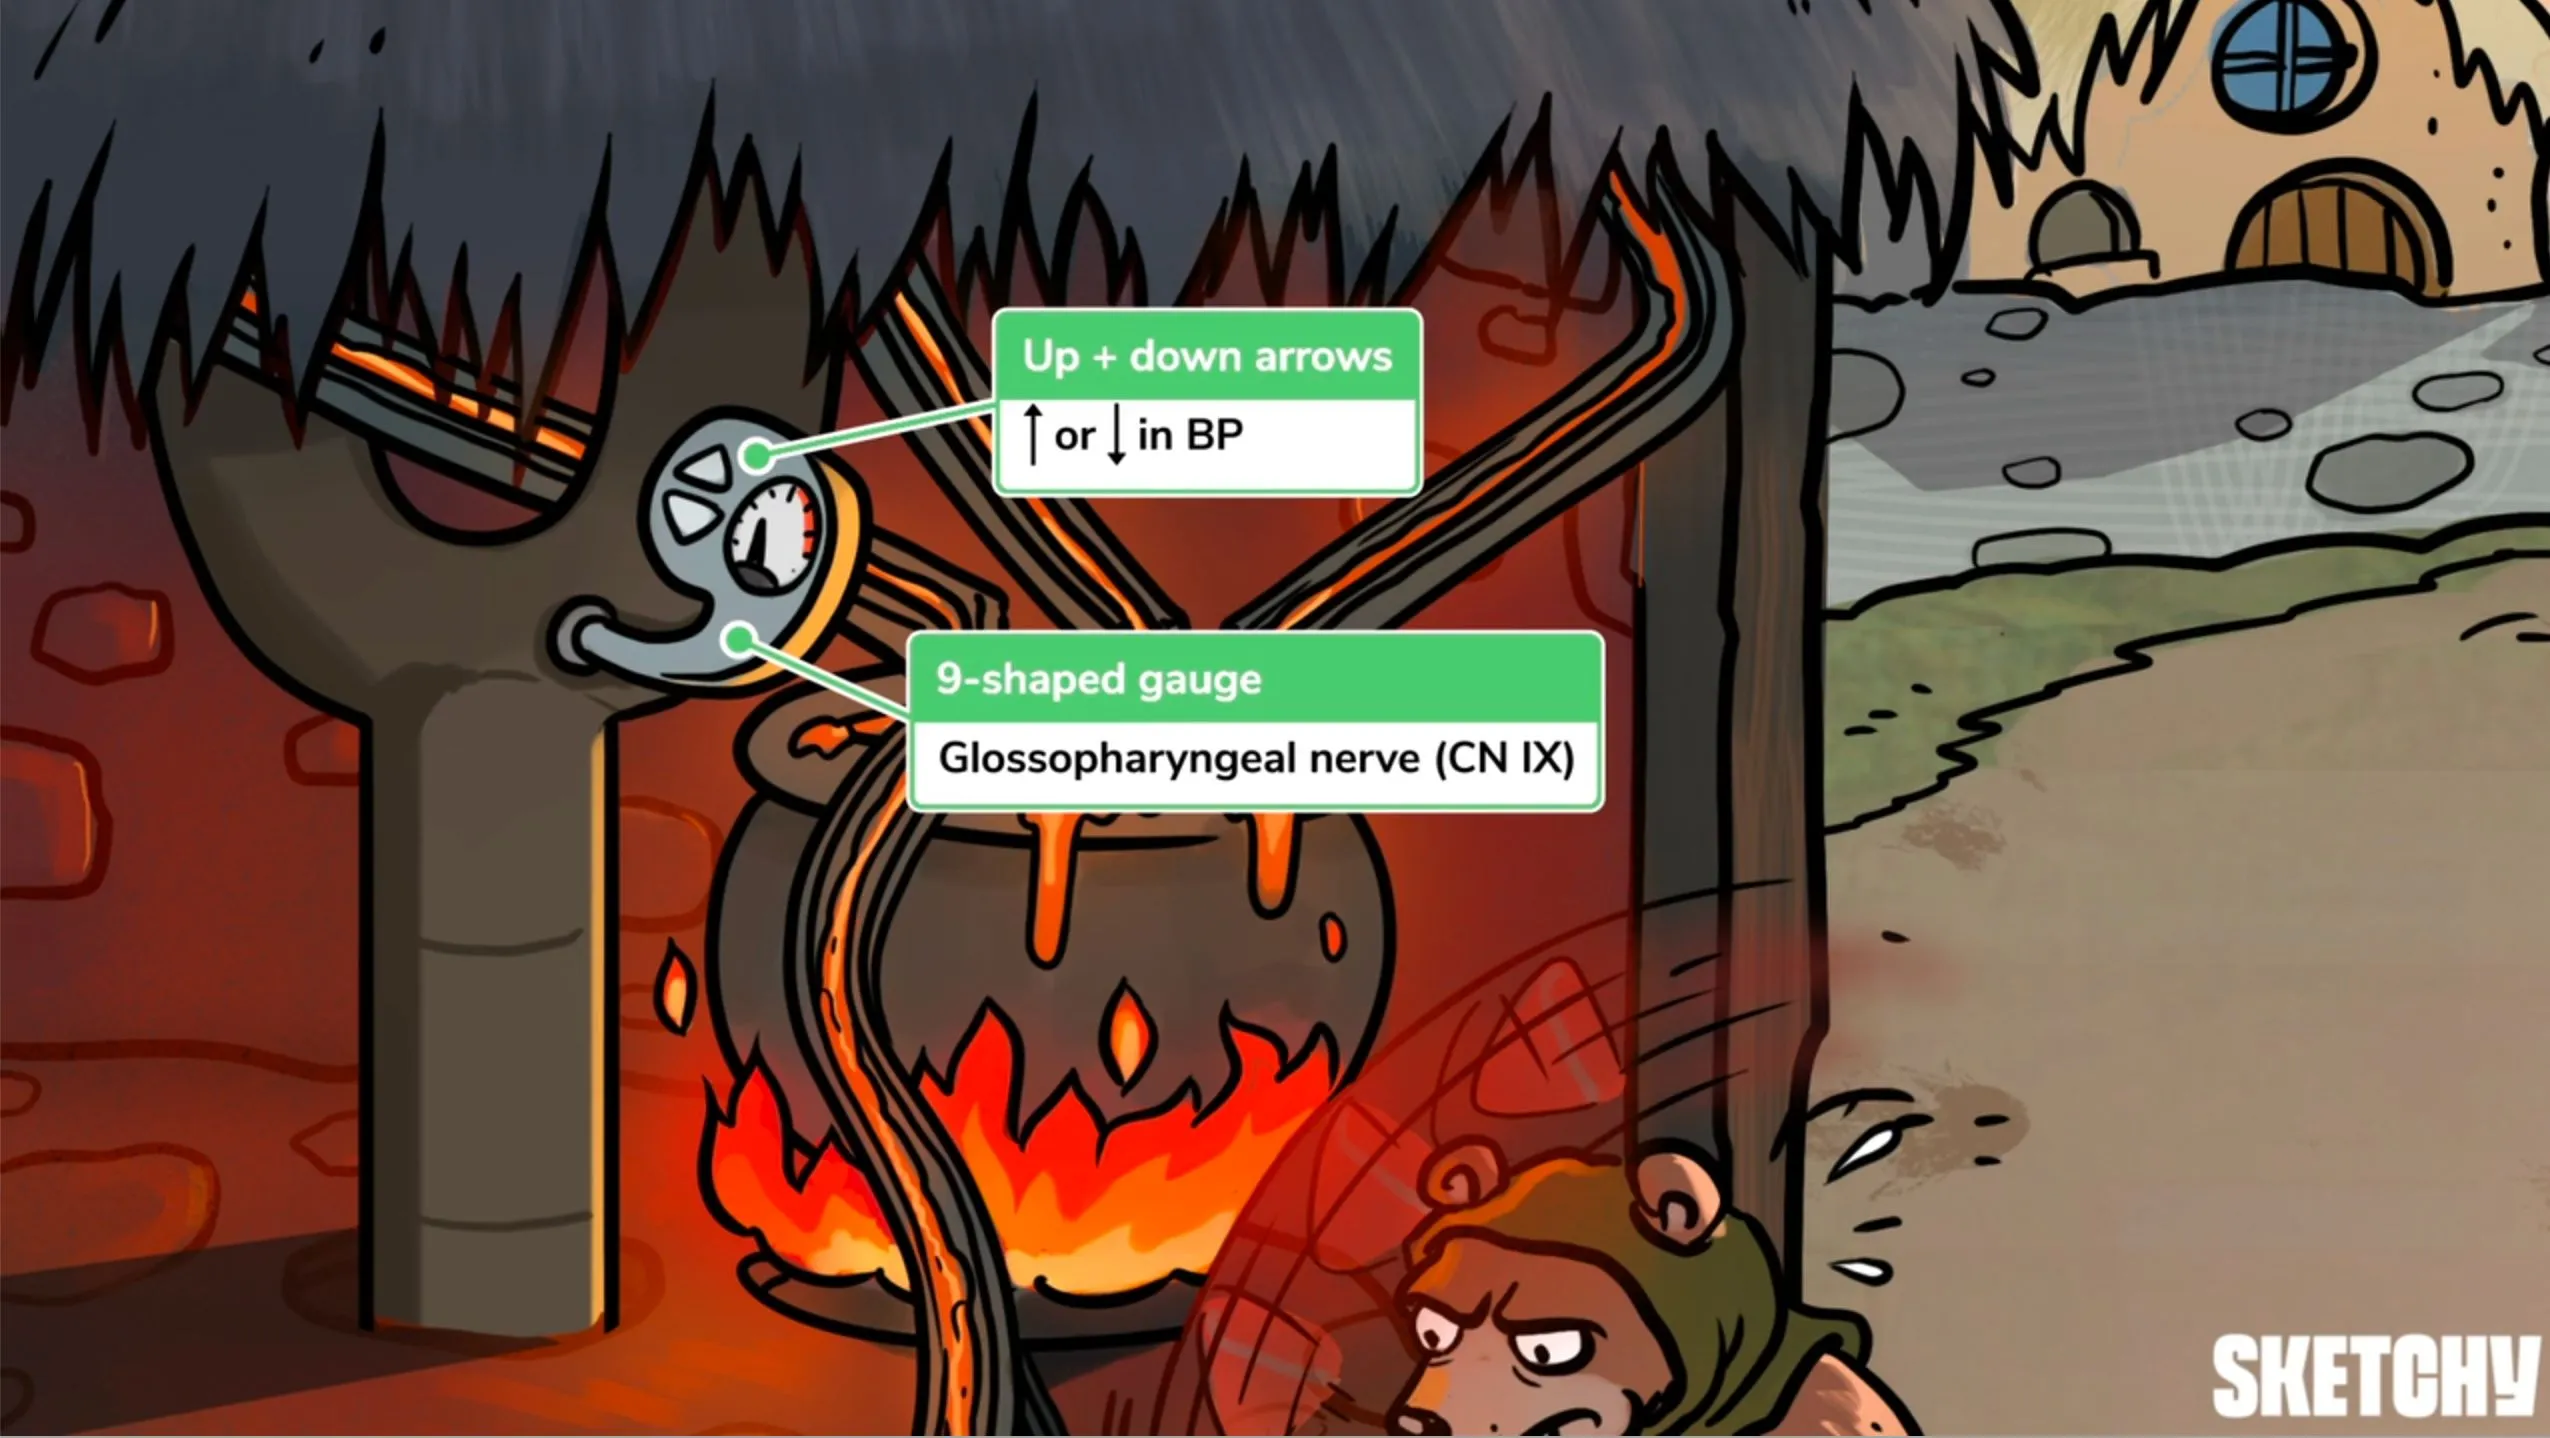 Up + down arrows
↑ or ↓ in BP
9-shaped gauge
Glossopharyngeal nerve (CN IX)
SKETCHY